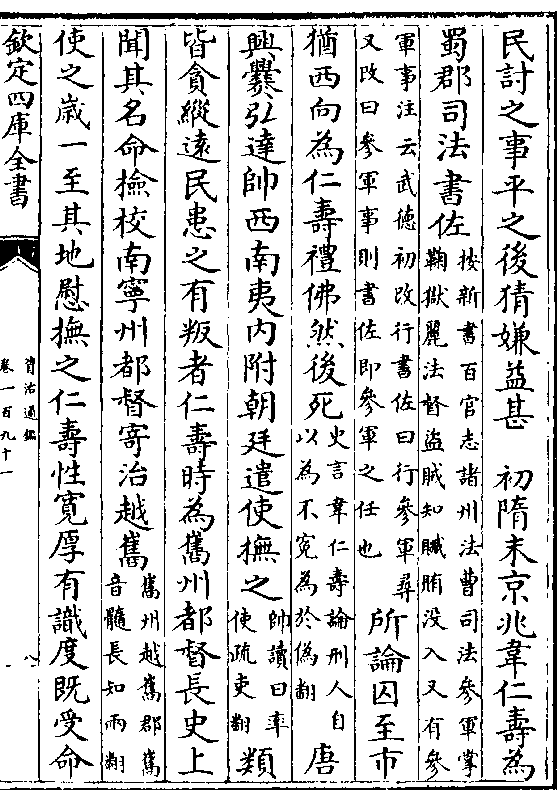 民討之事平之後猜嫌益甚　初隋末京兆韋仁壽為
蜀郡司法書佐
按新書百官志諸州法曹司法參軍掌
鞠獄麗法督盜賊知贓賄没入又有參
軍事注云武德初改行書佐曰行參軍尋
又改曰參軍事則書佐即參軍之任也
所論囚至市
猶西向為仁壽禮佛然後死
史言韋仁壽論刑人自
以為不寃為於偽翻
唐
興爨弘達帥西南夷内附朝廷遣使撫之
帥讀曰率
使疏吏翻
類
皆貪縱遠民患之有叛者仁壽時為嶲州都督長史上
聞其名命檢校南寧州都督寄治越嶲
嶲州越嶲郡嶲
音髓長知兩翻
使之歳一至其地慰撫之仁壽性寛厚有識度既受命
欽定四庫全書
資治通鑑
卷一百九十一
八